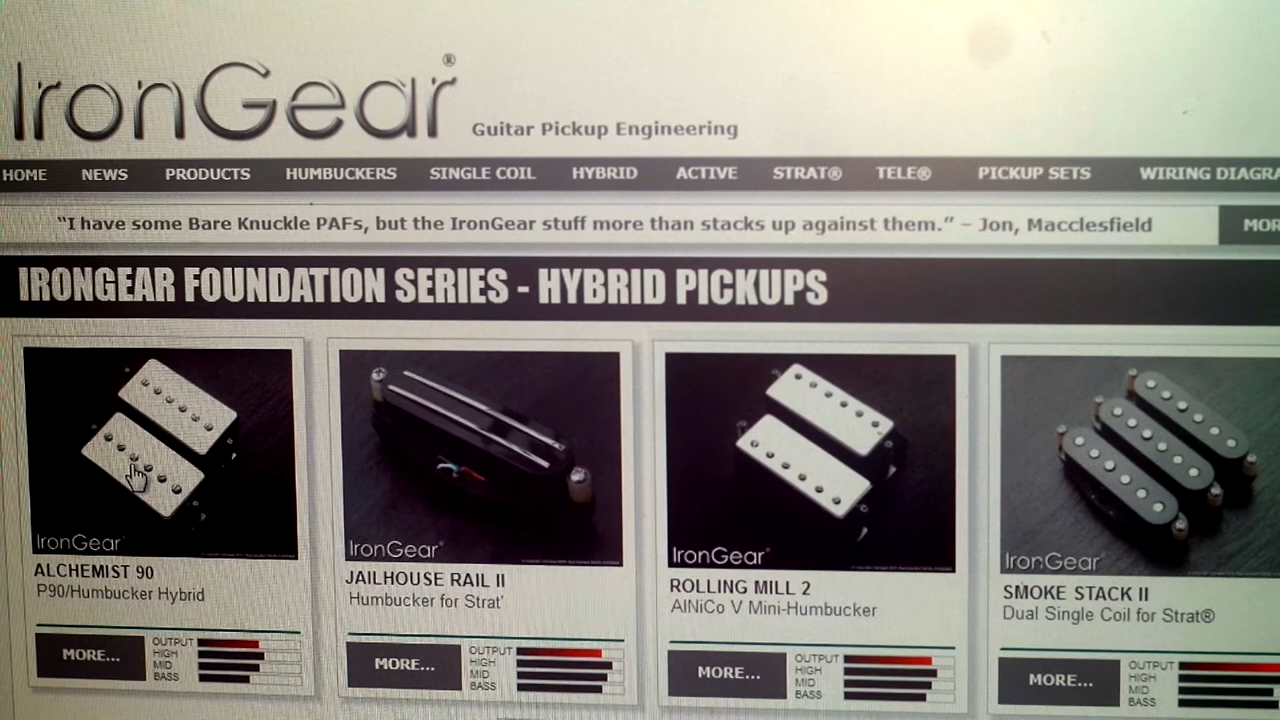 IronGear®
Guitar Pickup Engineering
HOME NEWS PRODUCTS HUMBUCKERS SINGLE COIL HYBRID ACTIVE STRAT® TELE® PICKUP SETS WIRING DIAGRA
“I have some Bare Knuckle PAFs, but the IronGear stuff more than stacks up against them.” – Jon, Macclesfield
MOR
IRONGEAR FOUNDATION SERIES - HYBRID PICKUPS
IronGear
ALCHEMIST 90
P90/Humbucker Hybrid
MORE...
OUTPUT
HIGH
MID
BASS
IronGear®
JAILHOUSE RAIL II
Humbucker for Strat'
MORE...
OUTPUT
HIGH
MID
BASS
IronGear®
ROLLING MILL 2
AlNiCo V Mini-Humbucker
MORE...
OUTPUT
HIGH
MID
BASS
IronGear
SMOKE STACK II
Dual Single Coil for Strat®
MORE...
OUTPUT
HIGH
MID
BASS